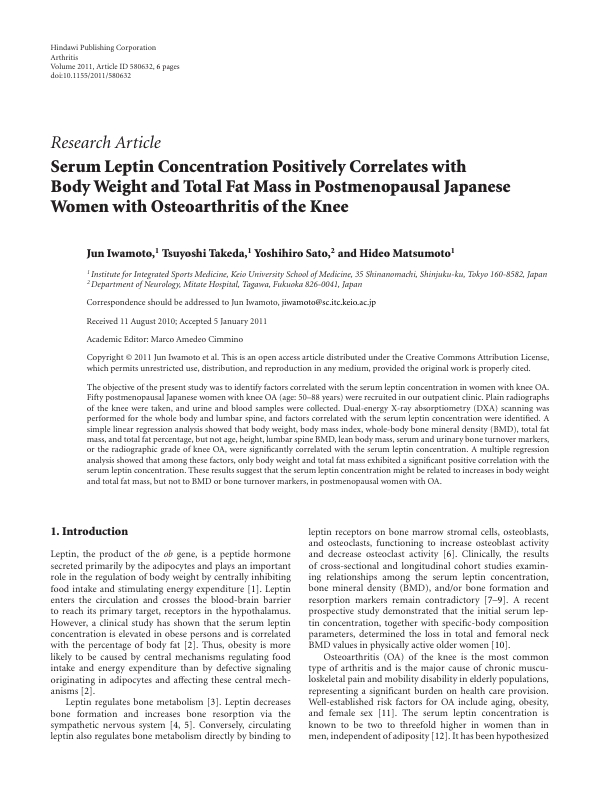 Hindawi Publishing Corporation
Arthritis
Volume 2011, Article ID 580632, 6 pages
doi:10.1155/2011/580632
Research Article
Serum Leptin Concentration Positively Correlates with
Body Weight and Total Fat Mass in Postmenopausal Japanese
Women with Osteoarthritis of the Knee
Jun Iwamoto,1 Tsuyoshi Takeda,1 Yoshihiro Sato,2 and Hideo Matsumoto1
1 Institute for Integrated Sports Medicine, Keio University School of Medicine, 35 Shinanomachi, Shinjuku-ku, Tokyo 160-8582, Japan
2 Department of Neurology, Mitate Hospital, Tagawa, Fukuoka 826-0041, Japan
Correspondence should be addressed to Jun Iwamoto, jiwamoto@sc.itc.keio.ac.jp
Received 11 August 2010; Accepted 5 January 2011
Academic Editor: Marco Amedeo Cimmino
Copyright © 2011 Jun Iwamoto et al. This is an open access article distributed under the Creative Commons Attribution License,
which permits unrestricted use, distribution, and reproduction in any medium, provided the original work is properly cited.
The objective of the present study was to identify factors correlated with the serum leptin concentration in women with knee OA.
Fifty postmenopausal Japanese women with knee OA (age: 50–88 years) were recruited in our outpatient clinic. Plain radiographs
of the knee were taken, and urine and blood samples were collected. Dual-energy X-ray absorptiometry (DXA) scanning was
performed for the whole body and lumbar spine, and factors correlated with the serum leptin concentration were identified. A
simple linear regression analysis showed that body weight, body mass index, whole-body bone mineral density (BMD), total fat
mass, and total fat percentage, but not age, height, lumbar spine BMD, lean body mass, serum and urinary bone turnover markers,
or the radiographic grade of knee OA, were significantly correlated with the serum leptin concentration. A multiple regression
analysis showed that among these factors, only body weight and total fat mass exhibited a significant positive correlation with the
serum leptin concentration. These results suggest that the serum leptin concentration might be related to increases in body weight
and total fat mass, but not to BMD or bone turnover markers, in postmenopausal women with OA.
1. Introduction
Leptin, the product of the ob gene, is a peptide hormone
secreted primarily by the adipocytes and plays an important
role in the regulation of body weight by centrally inhibiting
food intake and stimulating energy expenditure [1]. Leptin
enters the circulation and crosses the blood-brain barrier
to reach its primary target, receptors in the hypothalamus.
However, a clinical study has shown that the serum leptin
concentration is elevated in obese persons and is correlated
with the percentage of body fat [2]. Thus, obesity is more
likely to be caused by central mechanisms regulating food
intake and energy expenditure than by defective signaling
originating in adipocytes and affecting these central mech-
anisms [2].
Leptin regulates bone metabolism [3]. Leptin decreases
bone formation and increases bone resorption via the
sympathetic nervous system [4, 5]. Conversely, circulating
leptin also regulates bone metabolism directly by binding to
leptin receptors on bone marrow stromal cells, osteoblasts,
and osteoclasts, functioning to increase osteoblast activity
and decrease osteoclast activity [6]. Clinically, the results
of cross-sectional and longitudinal cohort studies examin-
ing relationships among the serum leptin concentration,
bone mineral density (BMD), and/or bone formation and
resorption markers remain contradictory [7–9]. A recent
prospective study demonstrated that the initial serum lep-
tin concentration, together with specific-body composition
parameters, determined the loss in total and femoral neck
BMD values in physically active older women [10].
Osteoarthritis (OA) of the knee is the most common
type of arthritis and is the major cause of chronic muscu-
loskeletal pain and mobility disability in elderly populations,
representing a significant burden on health care provision.
Well-established risk factors for OA include aging, obesity,
and female sex [11]. The serum leptin concentration is
known to be two to threefold higher in women than in
men, independent of adiposity [12]. It has been hypothesized